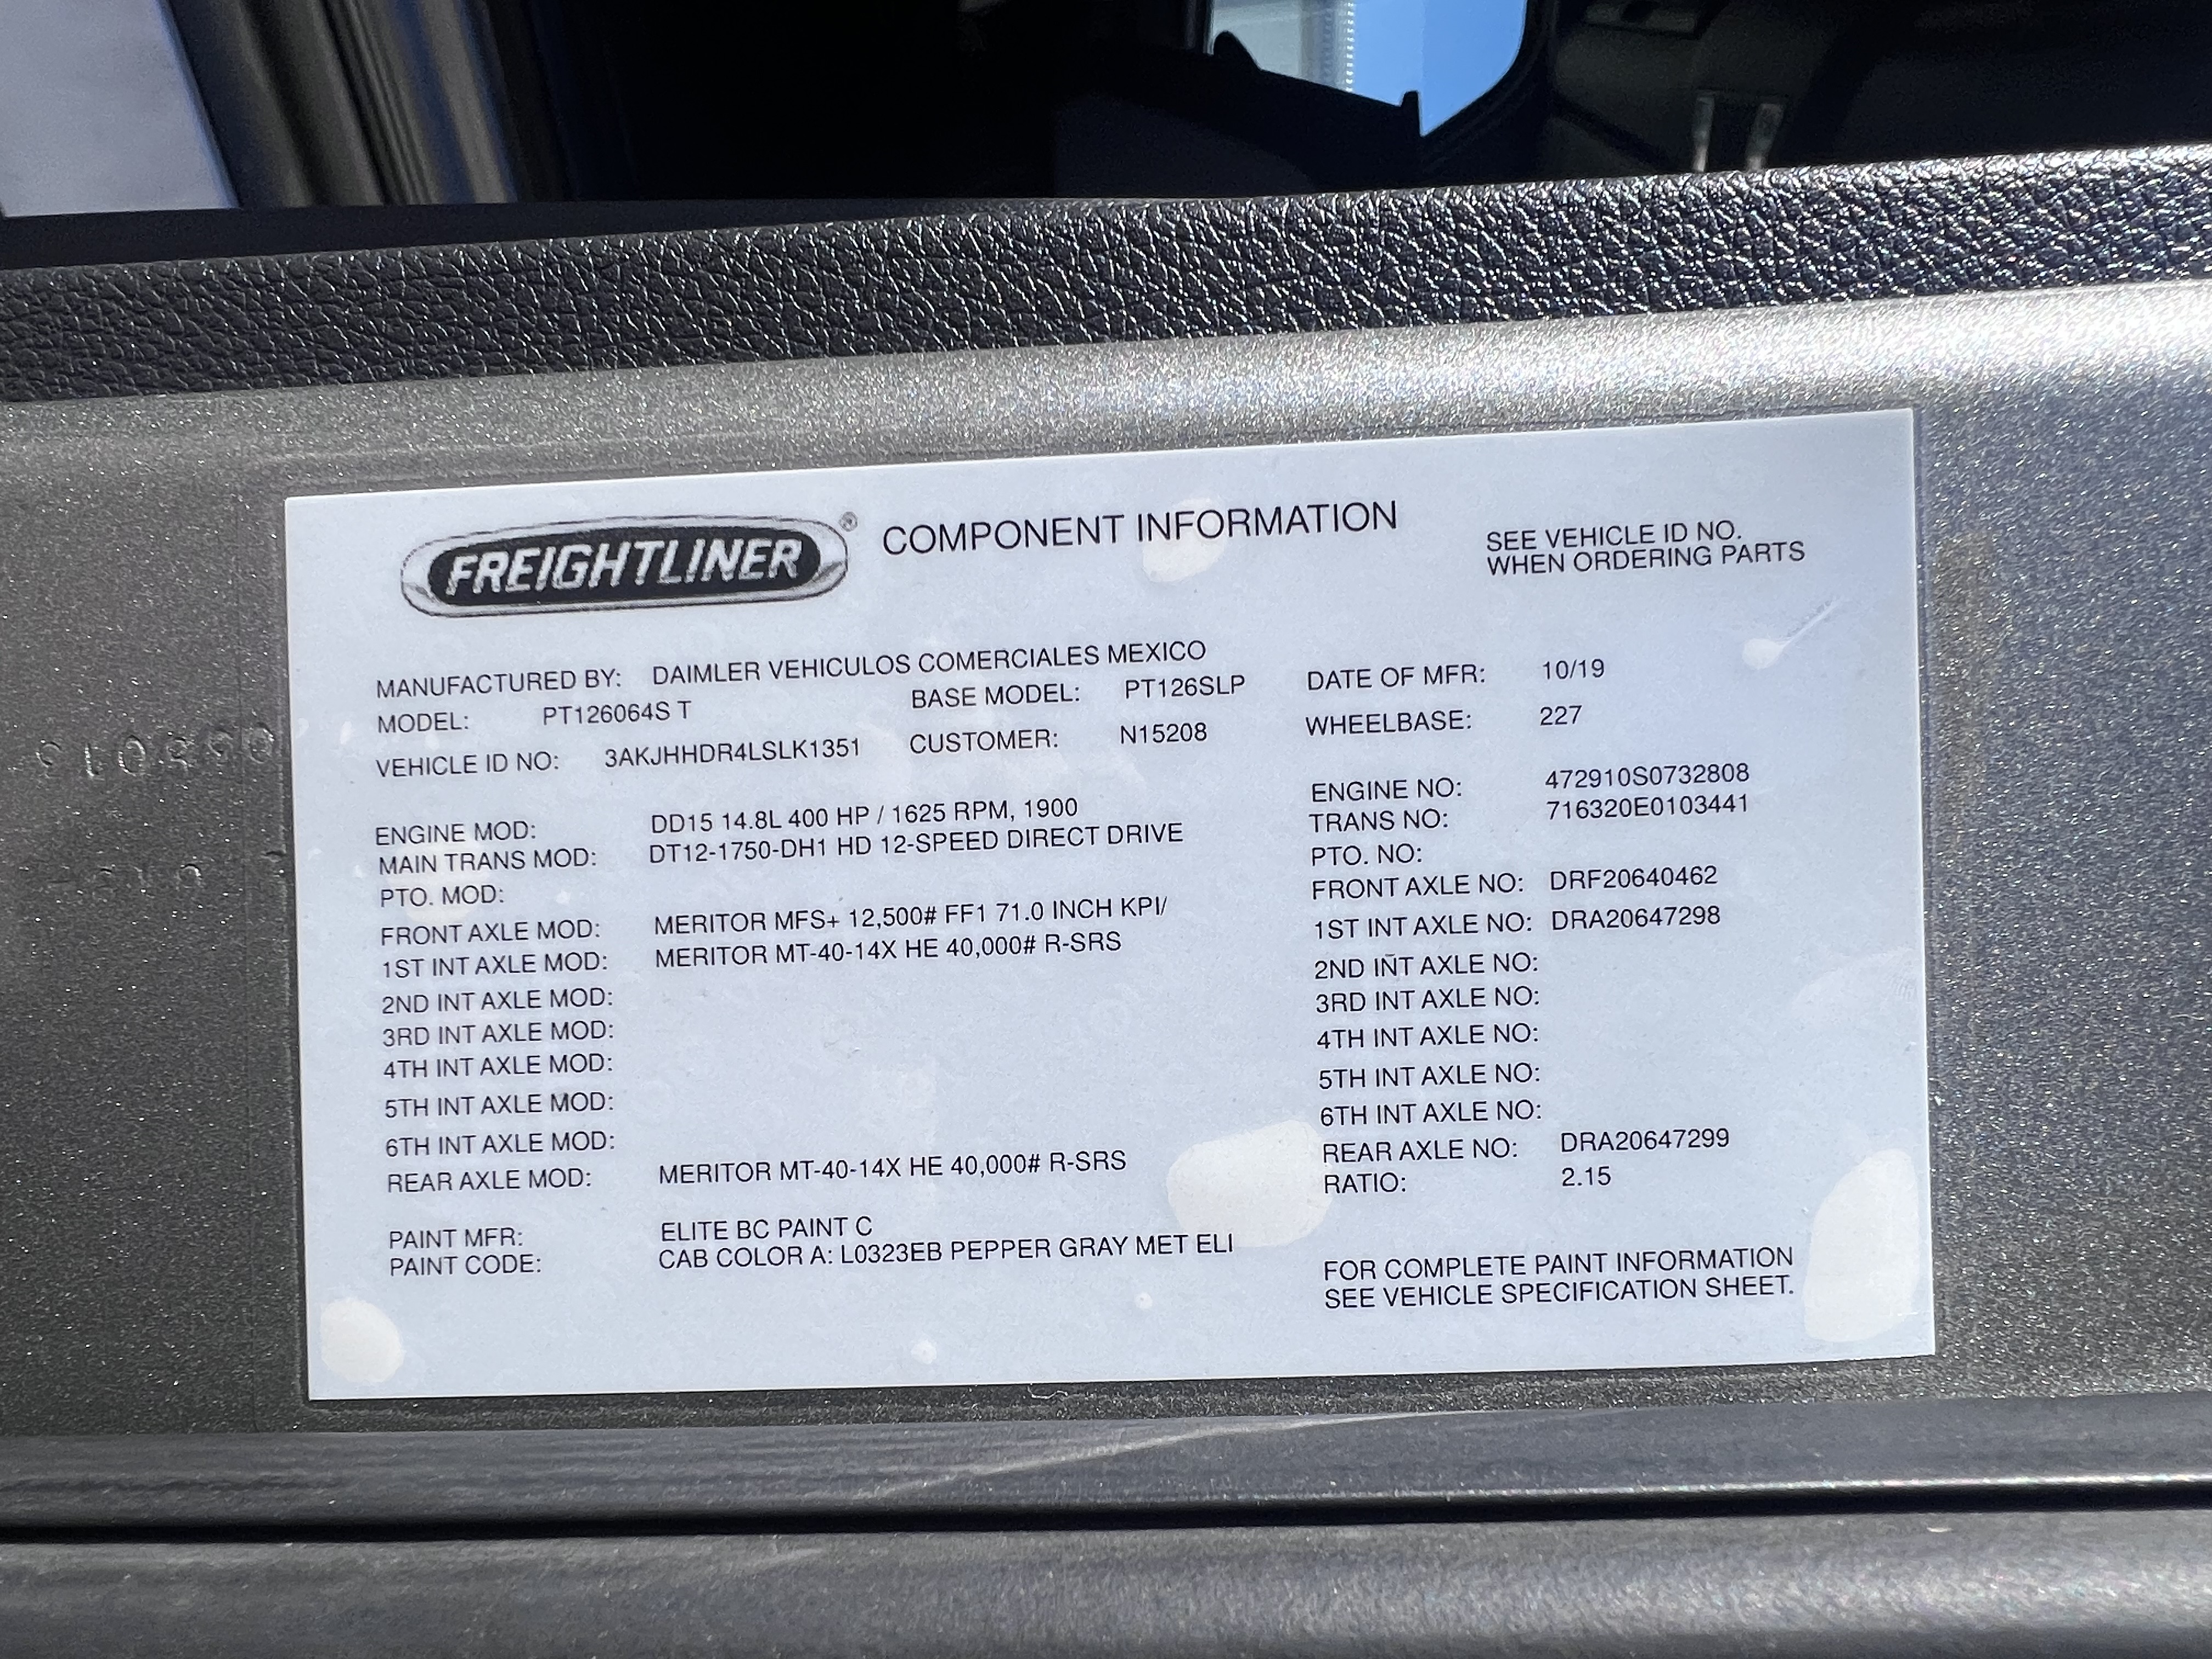 FREIGHTLINER® COMPONENT INFORMATION
SEE VEHICLE ID NO.
WHEN ORDERING PARTS
MANUFACTURED BY: DAIMLER VEHICULOS COMERCIALES MEXICO
MODEL: PT126064S T BASE MODEL: PT126SLP DATE OF MFR: 10/19
VEHICLE ID NO: 3AKJHHDR4LSLK1351 CUSTOMER: N15208 WHEELBASE: 227
ENGINE MOD: DD15 14.8L 400 HP / 1625 RPM, 1900 ENGINE NO: 472910S0732808
MAIN TRANS MOD: DT12-1750-DH1 HD 12-SPEED DIRECT DRIVE TRANS NO: 716320E0103441
PTO. MOD: PTO. NO:
FRONT AXLE MOD: MERITOR MFS+ 12,500# FF1 71.0 INCH KPI/ FRONT AXLE NO: DRF20640462
1ST INT AXLE MOD: MERITOR MT-40-14X HE 40,000# R-SRS 1ST INT AXLE NO: DRA20647298
2ND INT AXLE MOD: 2ND INT AXLE NO:
3RD INT AXLE MOD: 3RD INT AXLE NO:
4TH INT AXLE MOD: 4TH INT AXLE NO:
5TH INT AXLE MOD: 5TH INT AXLE NO:
6TH INT AXLE MOD: 6TH INT AXLE NO:
REAR AXLE MOD: MERITOR MT-40-14X HE 40,000# R-SRS REAR AXLE NO: DRA20647299
RATIO: 2.15
PAINT MFR: ELITE BC PAINT C
PAINT CODE: CAB COLOR A: L0323EB PEPPER GRAY MET ELI
FOR COMPLETE PAINT INFORMATION
SEE VEHICLE SPECIFICATION SHEET.